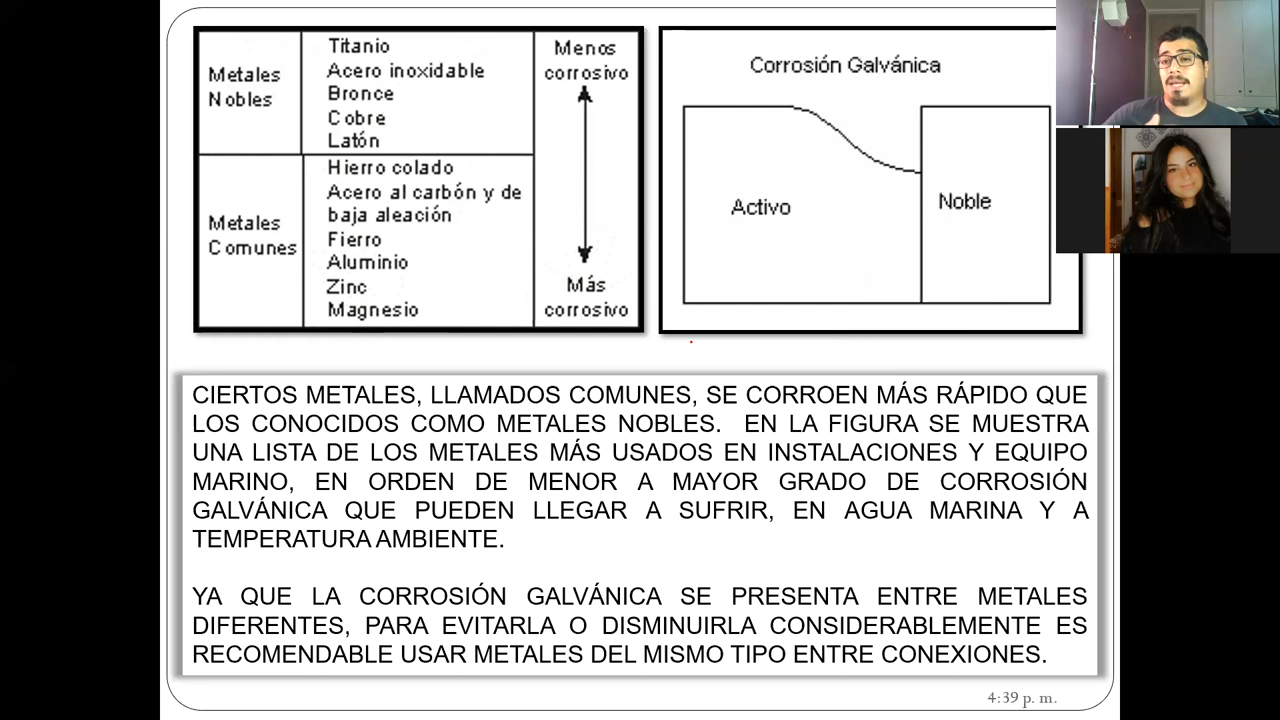 Metales
Nobles
Titanio
Acero inoxidable
Bronce
Cobre
Latón
Menos
corrosivo
Metales
Comunes
Hierro colado
Acero al carbón y de
baja aleación
Fierro
Aluminio
Zinc
Magnesio
Más
corrosivo
Corrosión Galvánica
Activo
Noble
CIERTOS METALES, LLAMADOS COMUNES, SE CORROEN MÁS RÁPIDO QUE
LOS CONOCIDOS COMO METALES NOBLES. EN LA FIGURA SE MUESTRA
UNA LISTA DE LOS METALES MÁS USADOS EN INSTALACIONES Y EQUIPO
MARINO, EN ORDEN DE MENOR A MAYOR GRADO DE CORROSIÓN
GALVÁNICA QUE PUEDEN LLEGAR A SUFRIR, EN AGUA MARINA Y A
TEMPERATURA AMBIENTE.
YA QUE LA CORROSIÓN GALVÁNICA SE PRESENTA ENTRE METALES
DIFERENTES, PARA EVITARLA O DISMINUIRLA CONSIDERABLEMENTE ES
RECOMENDABLE USAR METALES DEL MISMO TIPO ENTRE CONEXIONES.
4:39 p. m.